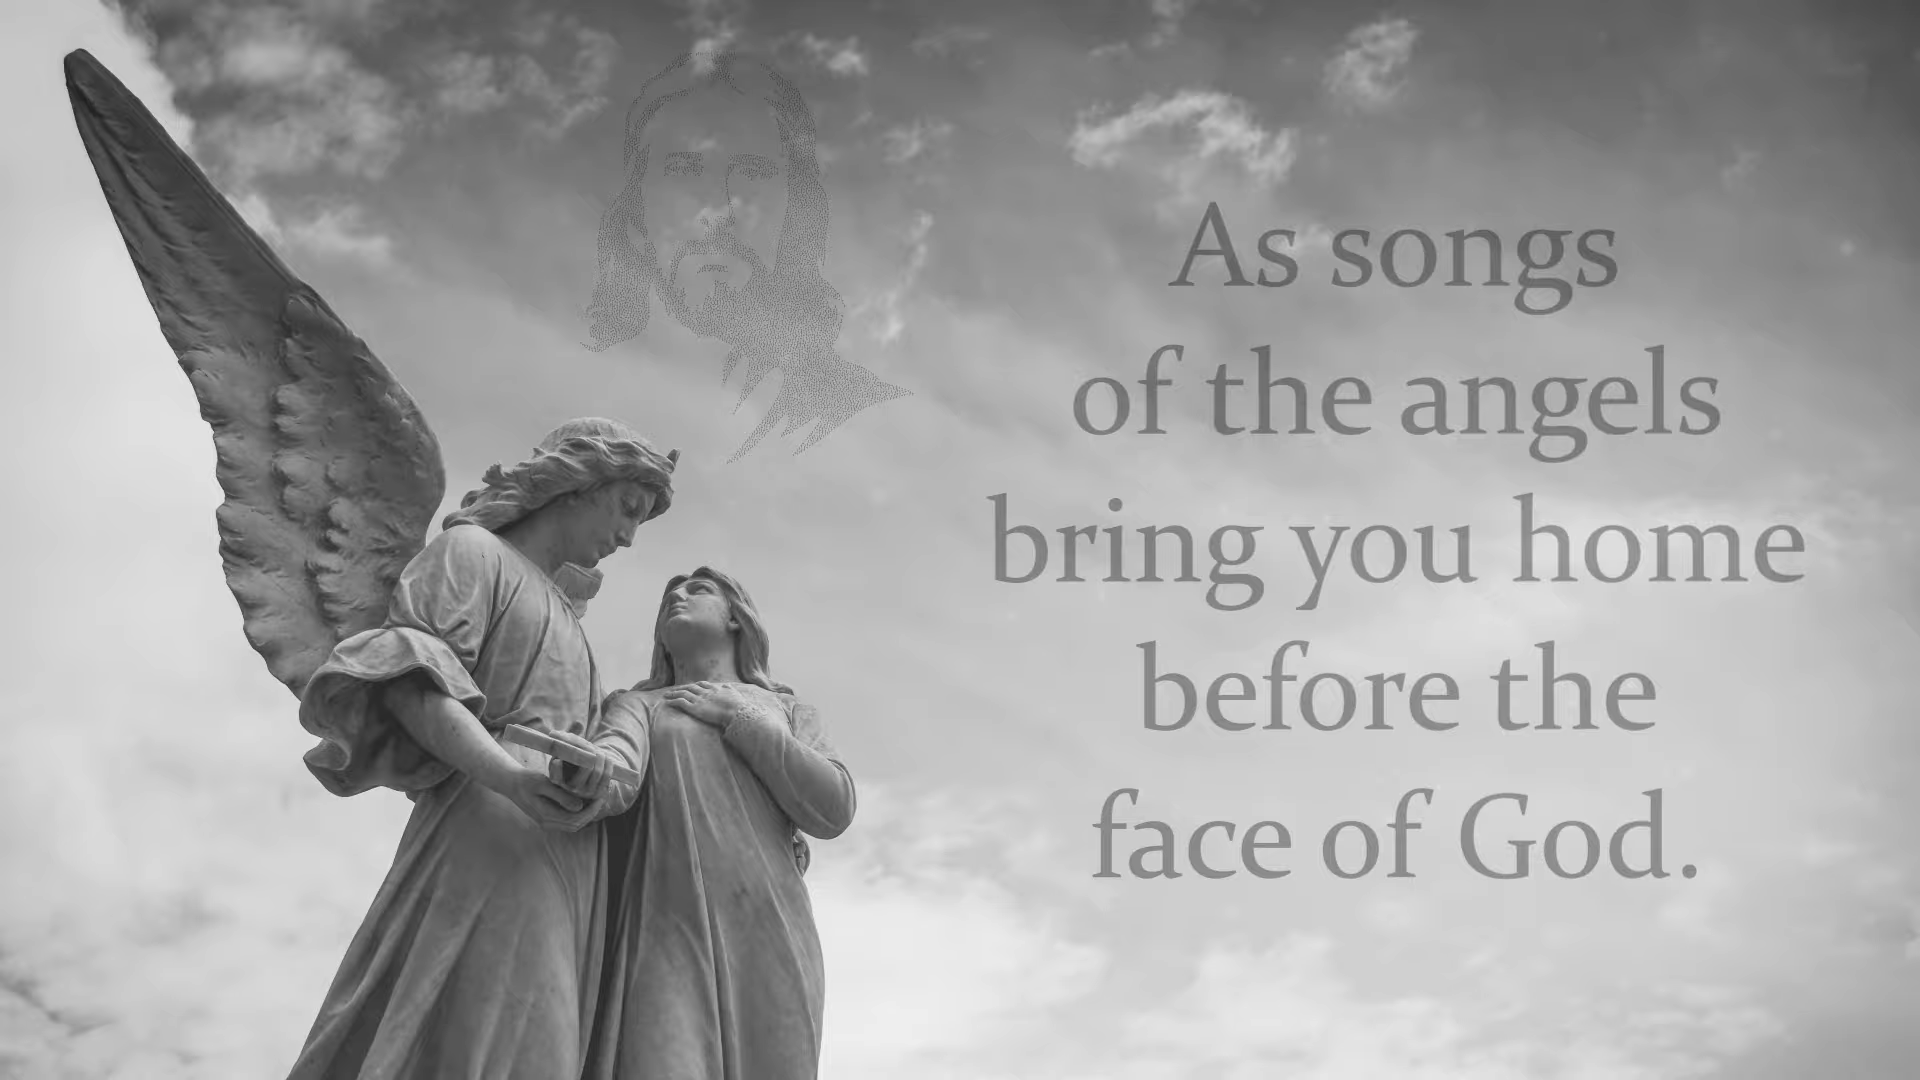 As songs
of the angels
bring you home
before the
face of God.